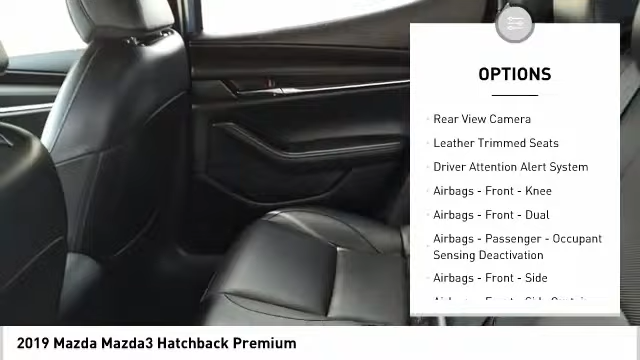 OPTIONS
Rear View Camera
Leather Trimmed Seats
Driver Attention Alert System
Airbags - Front - Knee
Airbags - Front - Dual
Airbags - Passenger - Occupant
Sensing Deactivation
Airbags - Front - Side
2019 Mazda Mazda3 Hatchback Premium